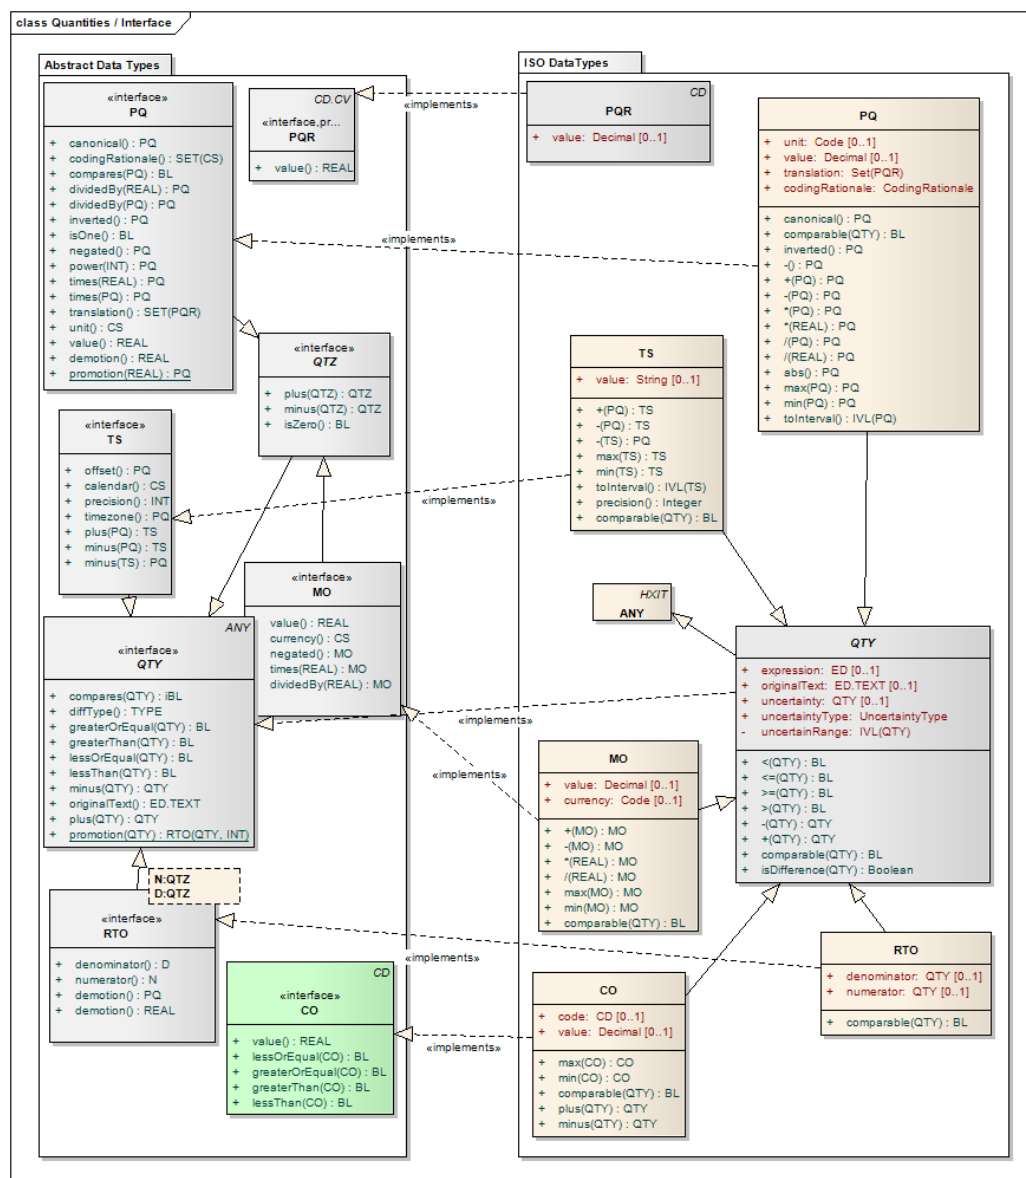 class Quantities / Interface
Abstract Data Types
«interface»
PQ
+ canonical() : PQ
+ codingRationale() : SET(CS)
+ compares(PQ) : BL
+ dividedBy(REAL) : PQ
+ dividedBy(PQ) : PQ
+ inverted() : PQ
+ isOne() : BL
+ negated() : PQ
+ power(INT) : PQ
+ times(REAL) : PQ
+ times(PQ) : PQ
+ translation() : SET(PQR)
+ unit() : CS
+ value() : REAL
+ demotion() : REAL
+ promotion(REAL) : PQ
CD.CV
«interface,pr...
PQR
+ value() : REAL
«interface»
QTZ
+ plus(QTZ) : QTZ
+ minus(QTZ) : QTZ
+ isZero() : BL
«interface»
TS
+ offset() : PQ
+ calendar() : CS
+ precision() : INT
+ timezone() : PQ
+ plus(PQ) : TS
+ minus(PQ) : TS
+ minus(TS) : PQ
«interface»
MO
value() : REAL
currency() : CS
negated() : MO
times(REAL) : MO
dividedBy(REAL) : MO
ANY
«interface»
QTY
+ compares(QTY) : iBL
+ diffType() : TYPE
+ greaterOrEqual(QTY) : BL
+ greaterThan(QTY) : BL
+ lessOrEqual(QTY) : BL
+ lessThan(QTY) : BL
+ minus(QTY) : QTY
+ originalText() : ED.TEXT
+ plus(QTY) : QTY
+ promotion(QTY) : RTO(QTY, INT)
N:QTZ
D:QTZ
«interface»
RTO
+ denominator() : D
+ numerator() : N
+ demotion() : PQ
+ demotion() : REAL
CD
«interface»
CO
+ value() : REAL
+ lessOrEqual(CO) : BL
+ greaterOrEqual(CO) : BL
+ greaterThan(CO) : BL
+ lessThan(CO) : BL
«implements»
«implements»
«implements»
«implements»
«implements»
«implements»
«implements»
ISO DataTypes
CD
PQR
+ value: Decimal [0..1]
PQ
+ unit: Code [0..1]
+ value: Decimal [0..1]
+ translation: Set(PQR)
+ codingRationale: CodingRationale
+ canonical() : PQ
+ comparable(QTY) : BL
+ inverted() : PQ
+ -() : PQ
+ +(PQ) : PQ
+ -(PQ) : PQ
+ *(PQ) : PQ
+ *(REAL) : PQ
+ /(PQ) : PQ
+ /(REAL) : PQ
+ abs() : PQ
+ max(PQ) : PQ
+ min(PQ) : PQ
+ toInterval() : IVL(PQ)
TS
+ value: String [0..1]
+ +(PQ) : TS
+ -(PQ) : TS
+ -(TS) : PQ
+ max(TS) : TS
+ min(TS) : TS
+ toInterval() : IVL(TS)
+ precision() : Integer
+ comparable(QTY) : BL
HXIT
ANY
QTY
+ expression: ED [0..1]
+ originalText: ED.TEXT [0..1]
+ uncertainty: QTY [0..1]
+ uncertaintyType: UncertaintyType
- uncertainRange: IVL(QTY)
+ <(QTY) : BL
+ <=(QTY) : BL
+ >=(QTY) : BL
+ >(QTY) : BL
+ -(QTY) : QTY
+ +(QTY) : QTY
+ comparable(QTY) : BL
+ isDifference(QTY) : Boolean
MO
+ value: Decimal [0..1]
+ currency: Code [0..1]
+ +(MO) : MO
+ -(MO) : MO
+ *(REAL) : MO
+ /(REAL) : MO
+ max(MO) : MO
+ min(MO) : MO
+ comparable(QTY) : BL
RTO
+ denominator: QTY [0..1]
+ numerator: QTY [0..1]
+ comparable(QTY) : BL
CO
+ code: CD [0..1]
+ value: Decimal [0..1]
+ max(CO) : CO
+ min(CO) : CO
+ comparable(QTY) : BL
+ plus(QTY) : QTY
+ minus(QTY) : QTY